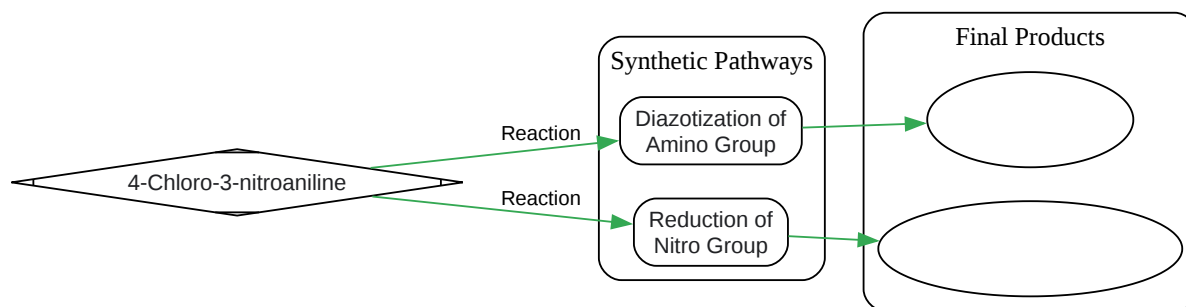 4-Chloro-3-nitroaniline
Reaction
Reaction
Synthetic Pathways
Diazotization of
Amino Group
Reduction of
Nitro Group
Final Products